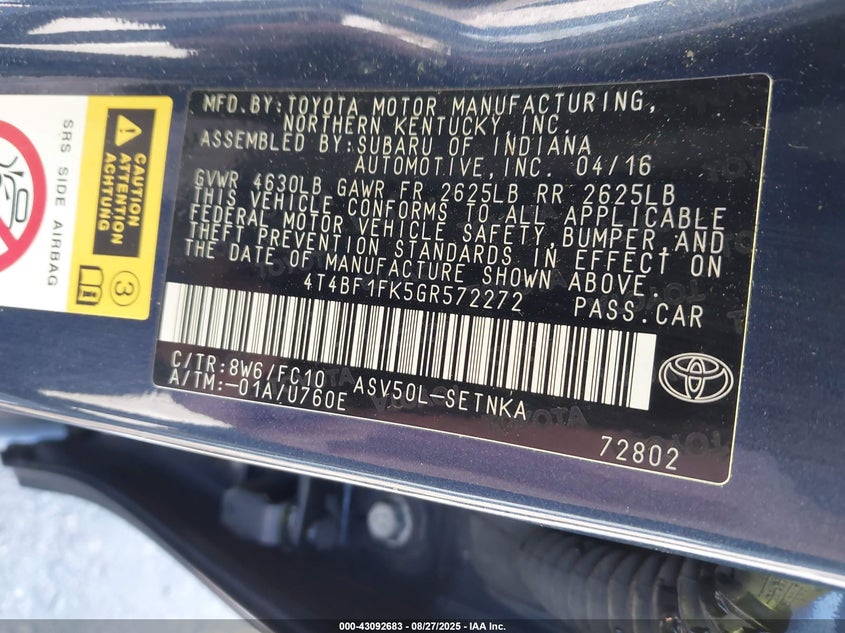 MFD.BY:TOYOTA MOTOR MANUFACTURING,
NORTHERN KENTUCKY,INC.
ASSEMBLED BY:SUBARU OF INDIANA
AUTOMOTIVE,INC. 04/16
GVWR 4630LB GAWR FR 2625LB RR 2625LB
THIS VEHICLE CONFORMS TO ALL APPLICABLE
FEDERAL MOTOR VEHICLE SAFETY,BUMPER,AND
THEFT PREVENTION STANDARDS IN EFFECT ON
THE DATE OF MANUFACTURE SHOWN ABOVE.
4T4BF1FK5GR572272 PASS.CAR
C/TR:8W6/FC10 ASV50L-SETNKA
A/TM:-01A/U760E
72802
CAUTION
ATTENTION
ACHTUNG
3
SRS SIDE AIRBAG
000-43092683 - 08/27/2025 - IAA Inc.